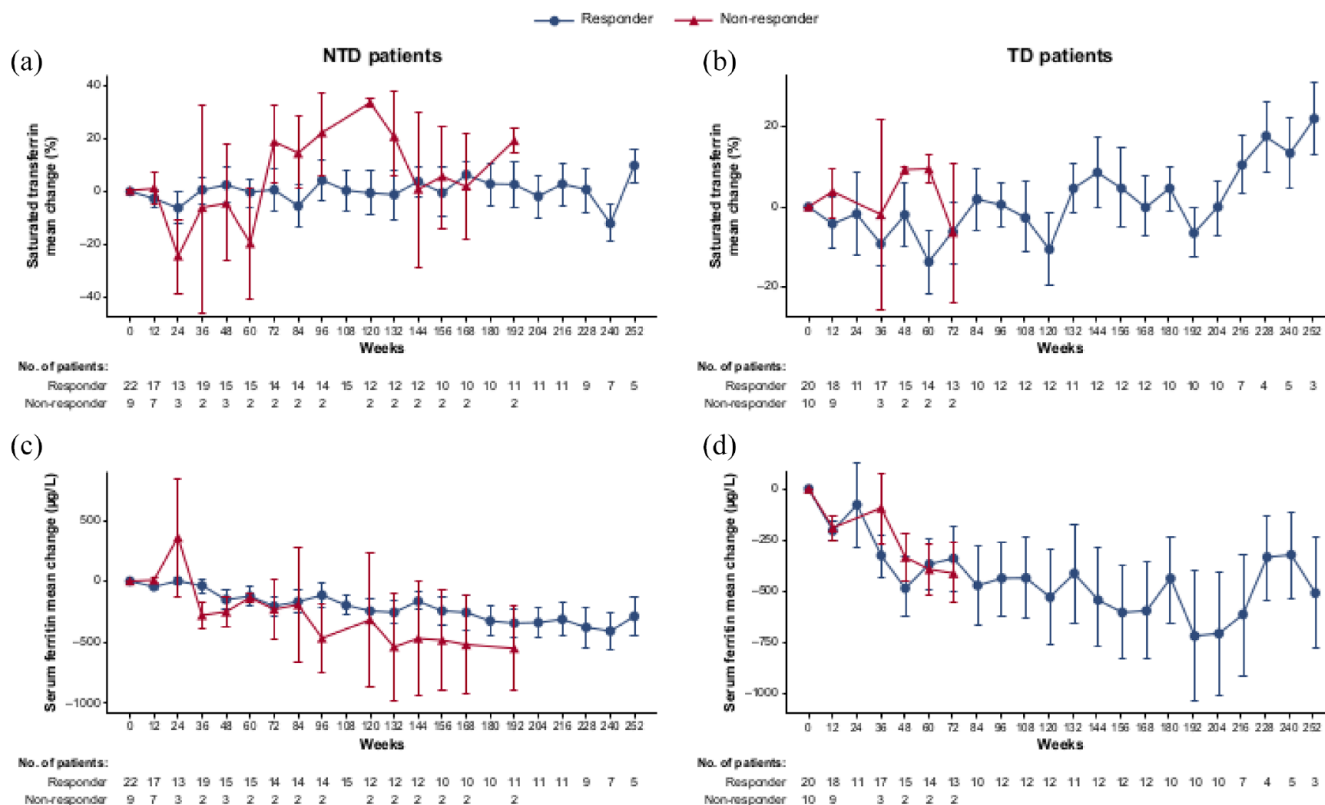 Responder Non-responder
(a) NTD patients
Saturated transferrin
mean change (%)
40
20
0
−20
−40
0 12 24 36 48 60 72 84 96 108 120 132 144 156 168 180 192 204 216 228 240 252
Weeks
No. of patients:
Responder 22 17 13 19 15 15 14 14 14 15 12 12 12 10 10 10 11 11 11 9 7 5
Non-responder 9 7 3 2 3 2 2 2 2 2 2 2 2 2 2
(b) TD patients
Saturated transferrin
mean change (%)
20
0
−20
0 12 24 36 48 60 72 84 96 108 120 132 144 156 168 180 192 204 216 228 240 252
Weeks
No. of patients:
Responder 20 18 11 17 15 14 13 10 12 12 12 11 12 12 12 10 10 10 7 4 5 3
Non-responder 10 9 3 2 2 2
(c)
Serum ferritin mean change (µg/L)
500
0
−500
−1000
0 12 24 36 48 60 72 84 96 108 120 132 144 156 168 180 192 204 216 228 240 252
Weeks
No. of patients:
Responder 22 17 13 19 15 15 14 14 14 15 12 12 12 10 10 10 11 11 11 9 7 5
Non-responder 9 7 3 2 3 2 2 2 2 2 2 2 2 2 2
(d)
Serum ferritin mean change (µg/L)
0
−250
−500
−750
−1000
0 12 24 36 48 60 72 84 96 108 120 132 144 156 168 180 192 204 216 228 240 252
Weeks
No. of patients:
Responder 20 18 11 17 15 14 13 10 12 12 12 11 12 12 12 10 10 10 7 4 5 3
Non-responder 10 9 3 2 2 2